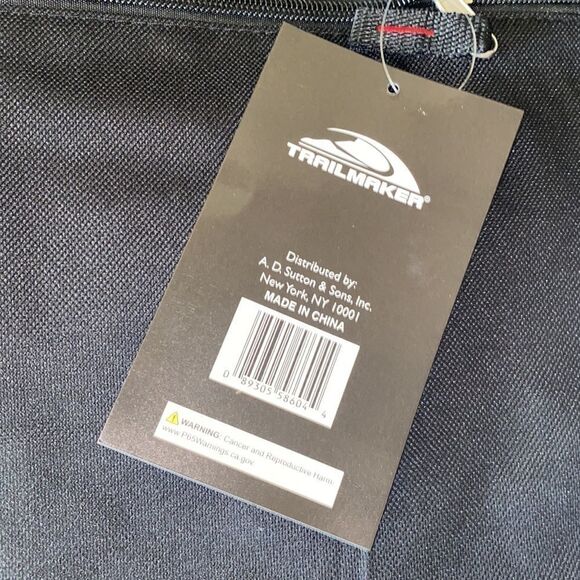 TRAILMAKER®
Distributed by:
A. D. Sutton & Sons, Inc.
New York, NY 10001
MADE IN CHINA
0 89305 58604 4
WARNING: Cancer and Reproductive Harm
www.P65Warnings.ca.gov